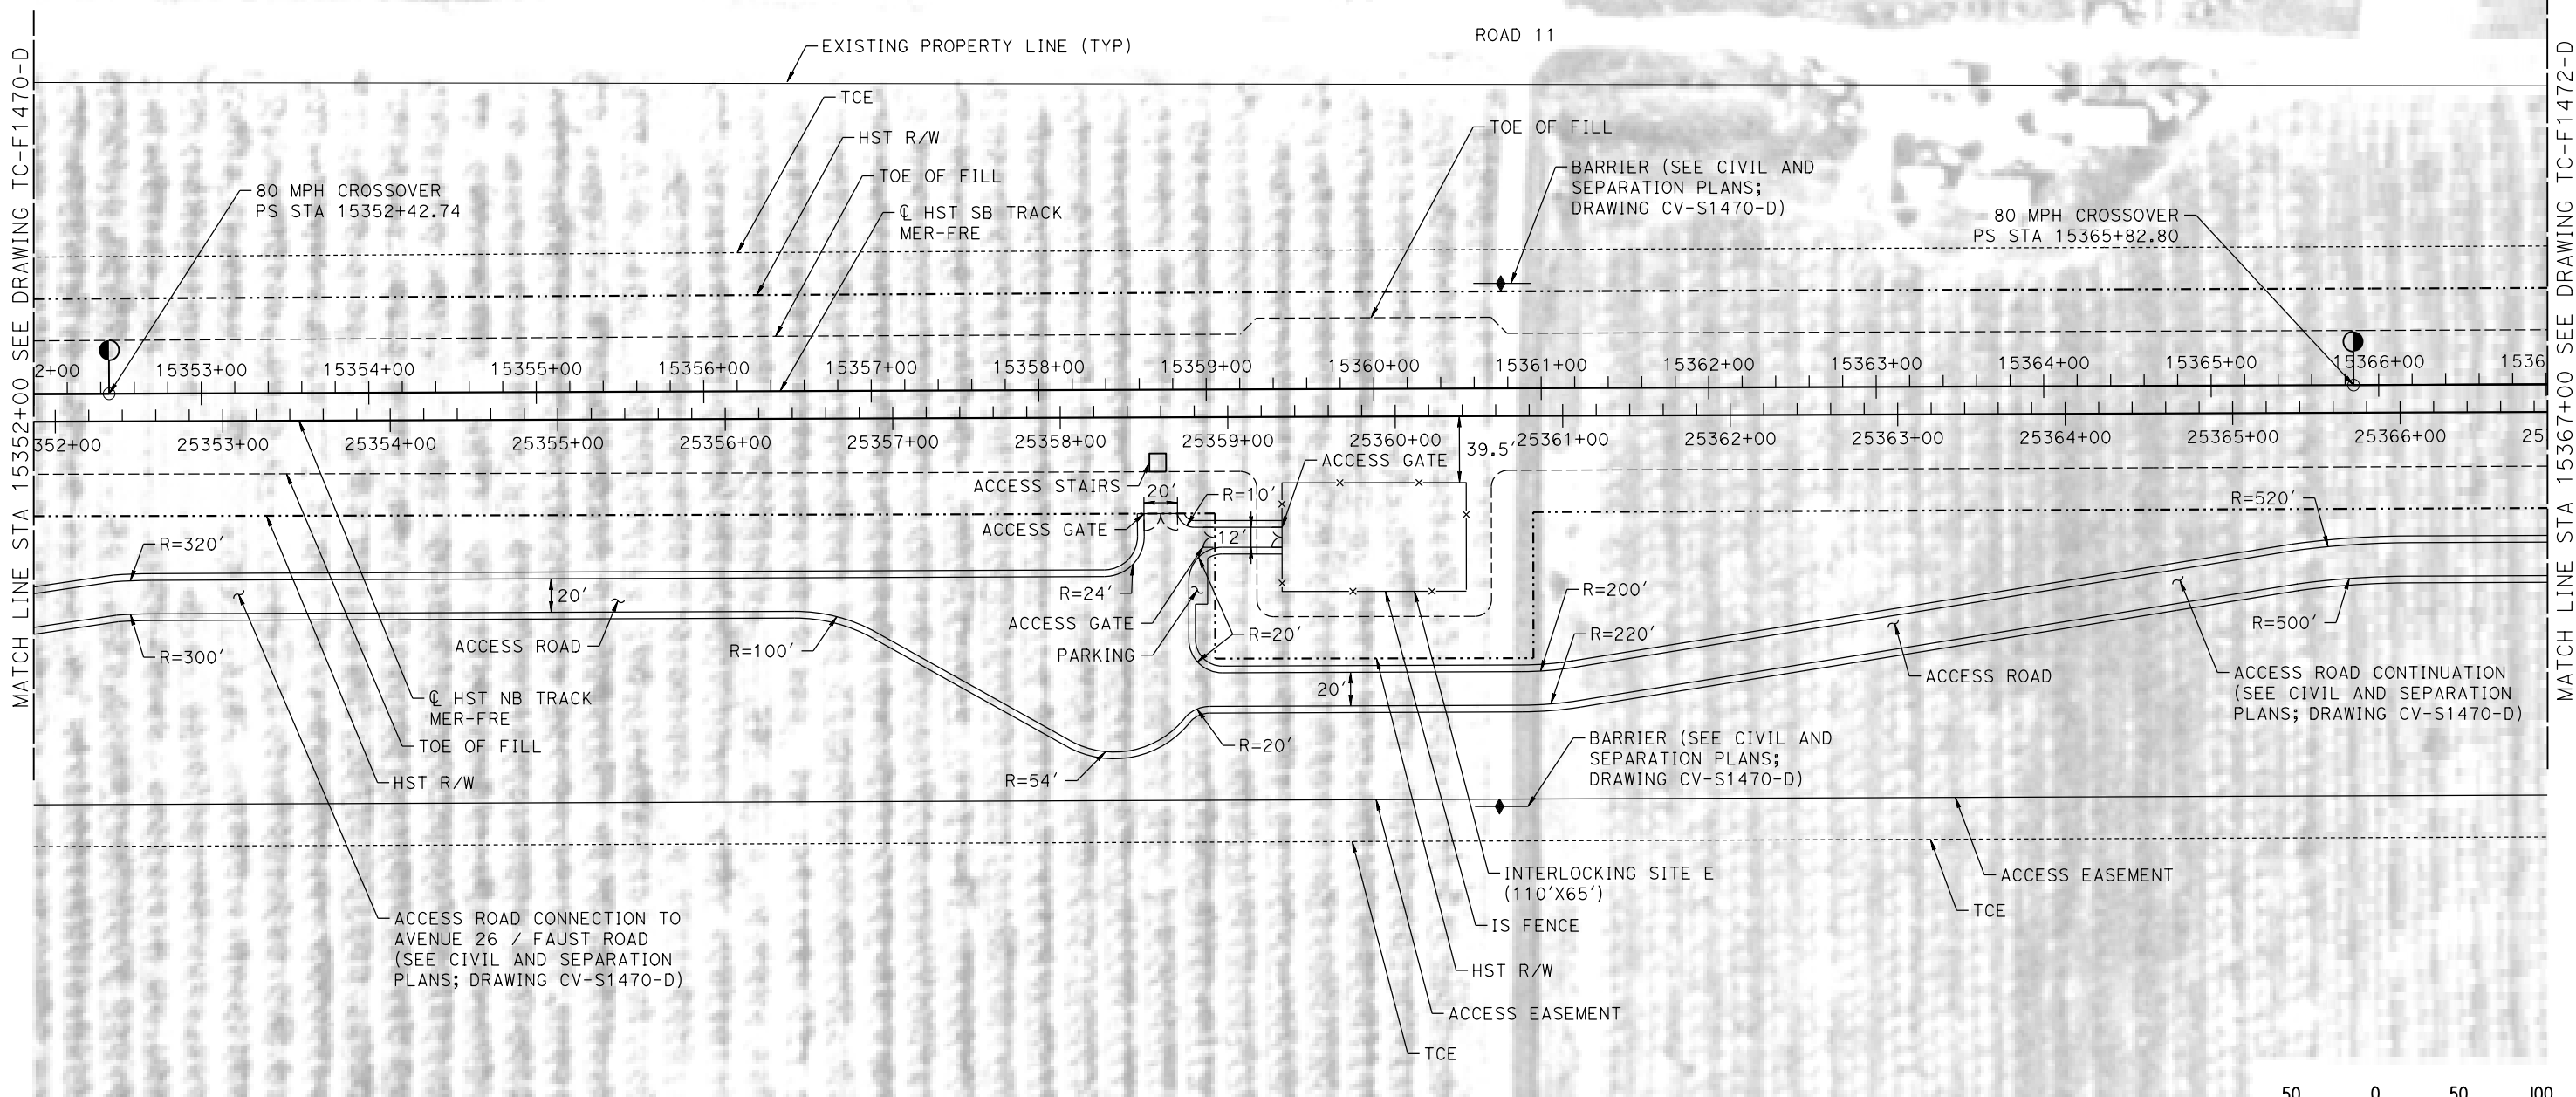 EXISTING PROPERTY LINE (TYP)
ROAD 11
TCE
HST R/W
TOE OF FILL
℄ HST SB TRACK
MER-FRE
TOE OF FILL
BARRIER (SEE CIVIL AND
SEPARATION PLANS;
DRAWING CV-S1470-D)
80 MPH CROSSOVER
PS STA 15352+42.74
80 MPH CROSSOVER
PS STA 15365+82.80
MATCH LINE STA 15352+00 SEE DRAWING TC-F1470-D
MATCH LINE STA 15367+00 SEE DRAWING TC-F1472-D
2+00 15353+00 15354+00 15355+00 15356+00 15357+00 15358+00 15359+00 15360+00 15361+00 15362+00 15363+00 15364+00 15365+00 15366+00 1536
352+00 25353+00 25354+00 25355+00 25356+00 25357+00 25358+00 25359+00 25360+00 25361+00 25362+00 25363+00 25364+00 25365+00 25366+00 25
39.5′
ACCESS GATE
ACCESS STAIRS
20′
R=10′
ACCESS GATE
12′
R=520′
R=320′
R=24′
20′
R=200′
ACCESS GATE
R=20′
R=220′
R=500′
ACCESS ROAD
R=100′
PARKING
R=300′
20′
ACCESS ROAD
ACCESS ROAD CONTINUATION
(SEE CIVIL AND SEPARATION
PLANS; DRAWING CV-S1470-D)
℄ HST NB TRACK
MER-FRE
TOE OF FILL
HST R/W
R=20′
R=54′
BARRIER (SEE CIVIL AND
SEPARATION PLANS;
DRAWING CV-S1470-D)
INTERLOCKING SITE E
(110′X65′)
ACCESS EASEMENT
TCE
IS FENCE
HST R/W
ACCESS EASEMENT
TCE
ACCESS ROAD CONNECTION TO
AVENUE 26 / FAUST ROAD
(SEE CIVIL AND SEPARATION
PLANS; DRAWING CV-S1470-D)
50 0 50 100